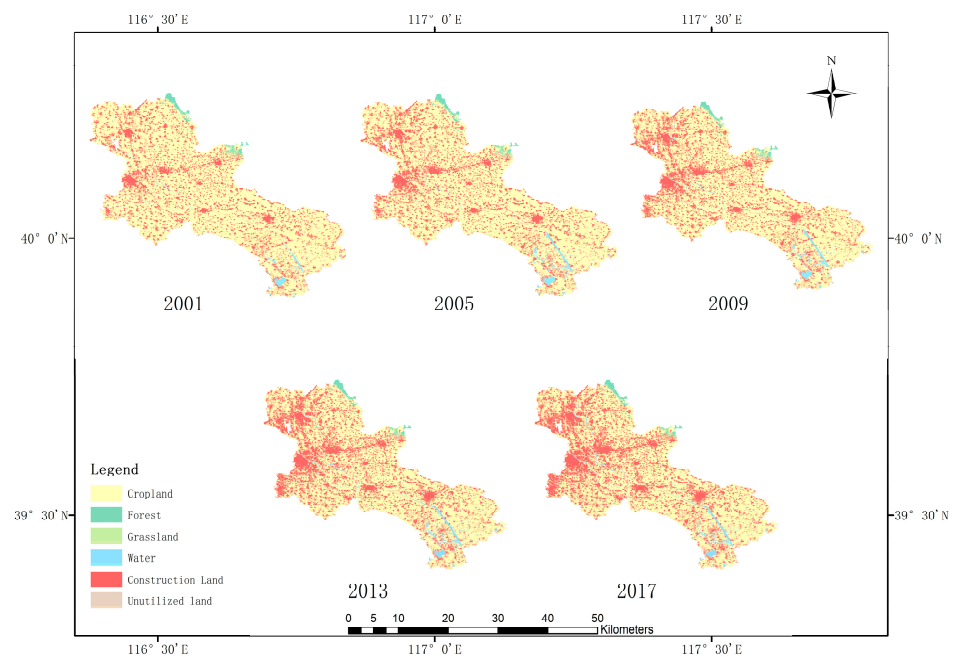 116° 30′E 117° 0′E 117° 30′E
N
40° 0′N 40° 0′N
2001 2005 2009
Legend
Cropland
Forest
Grassland
Water
Construction Land
Unutilized land
39° 30′N 39° 30′N
2013 2017
0 5 10 20 30 40 50
Kilometers
116° 30′E 117° 0′E 117° 30′E